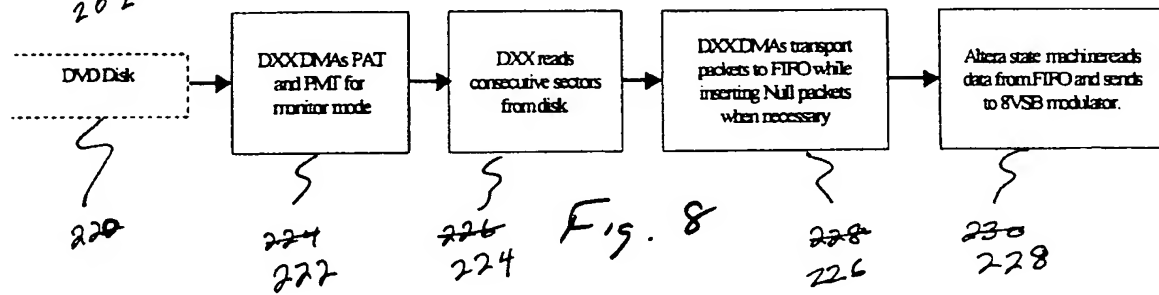 202
DVD Disk
DXX DMAs PAT
and PMT for
monitor mode
DXX reads
consecutive sectors
from disk
DXX DMAs transport
packets to FIFO while
inserting Null packets
when necessary
Altera state machinereads
data from FIFO and sends
to 8VSB modulator.
220
224
222
226
224
Fig. 8
228
226
230
228